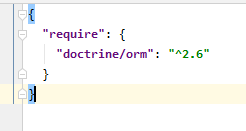 {
"require": {
"doctrine/orm": "^2.6"
}
}